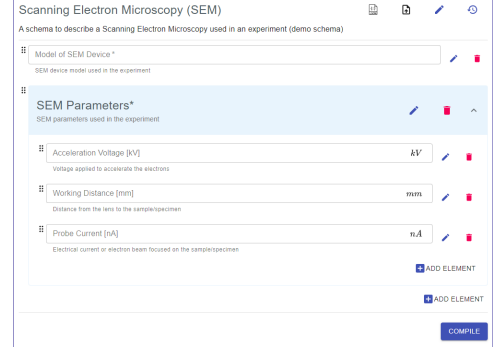 Scanning Electron Microscopy (SEM)
A schema to describe a Scanning Electron Microscopy used in an experiment (demo schema)
Model of SEM Device *
SEM device model used in the experiment
SEM Parameters*
SEM parameters used in the experiment
Acceleration Voltage [kV] kV
Voltage applied to accelerate the electrons
Working Distance [mm] mm
Distance from the lens to the sample/specimen
Probe Current [nA] nA
Electrical current or electron beam focused on the sample/specimen
ADD ELEMENT
ADD ELEMENT
COMPILE